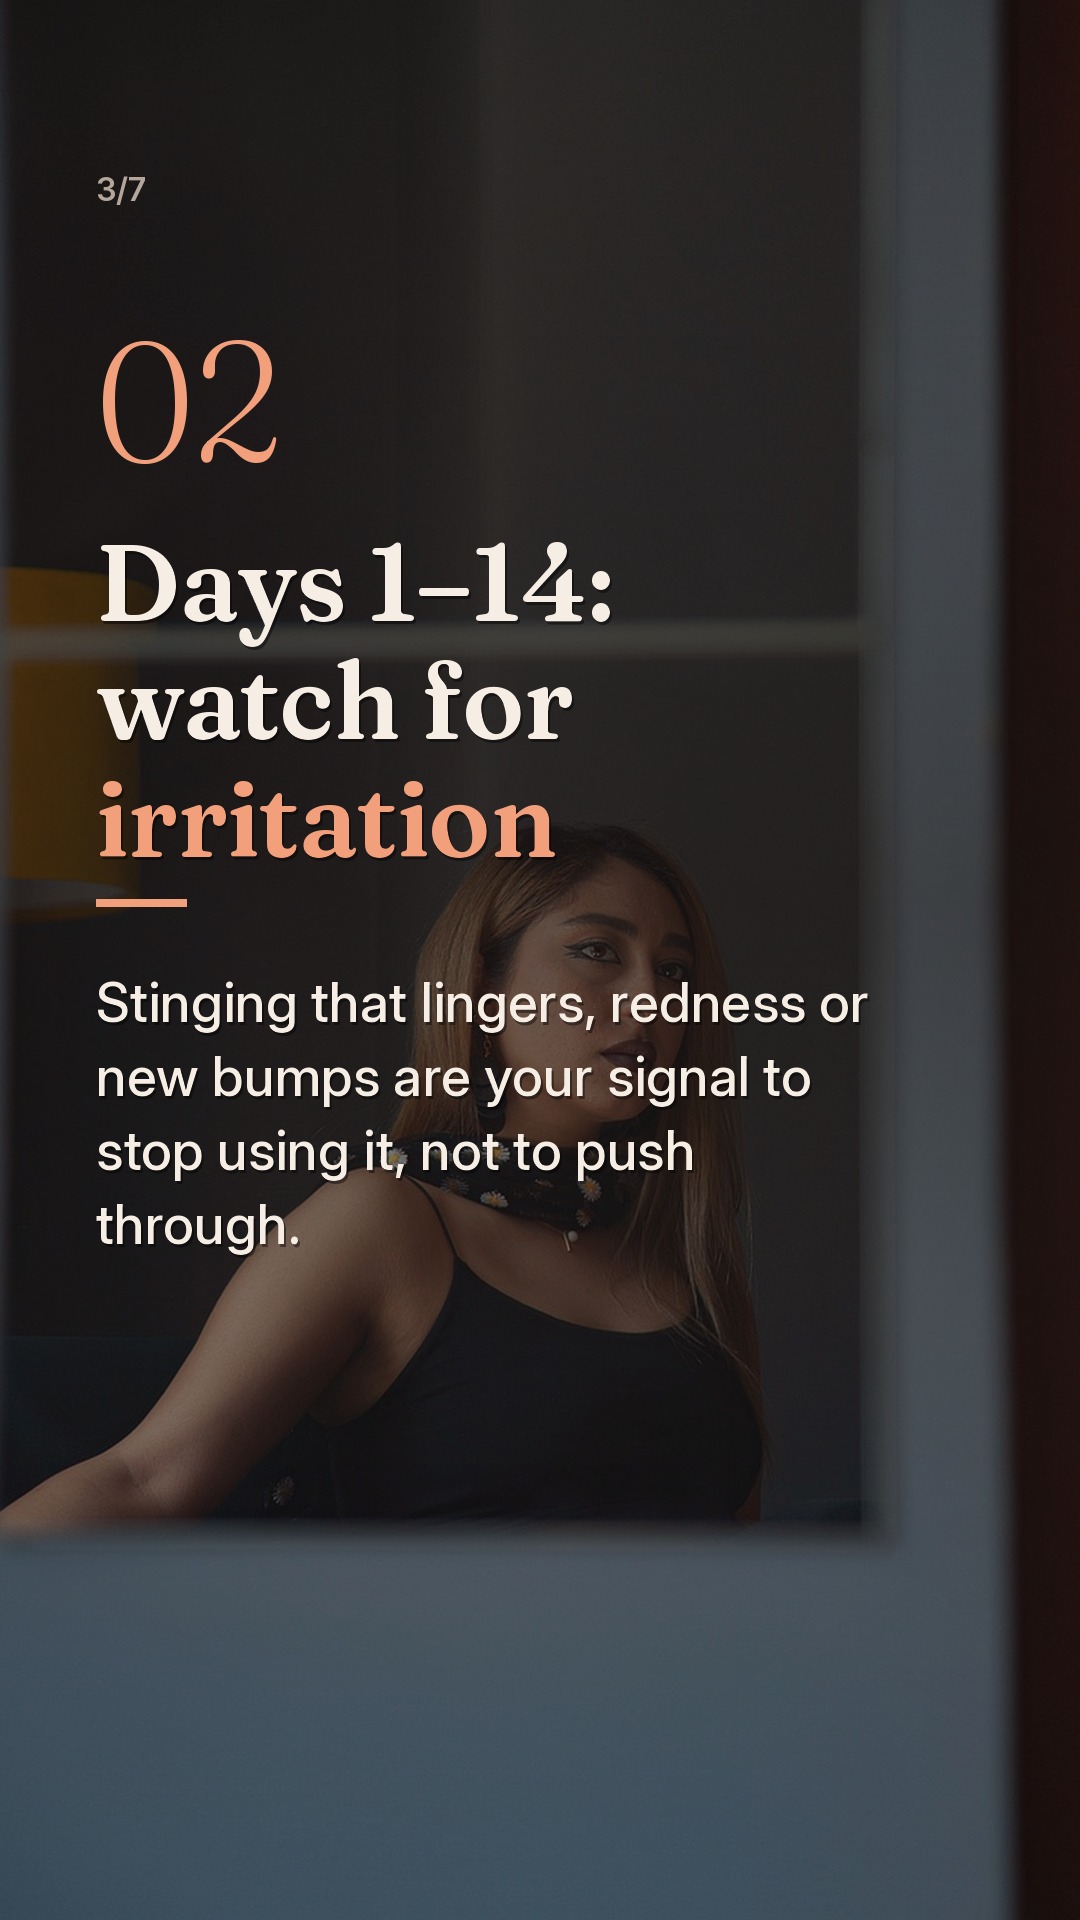 3/7
02
Days 1–14:
watch for
irritation
Stinging that lingers, redness or
new bumps are your signal to
stop using it, not to push
through.